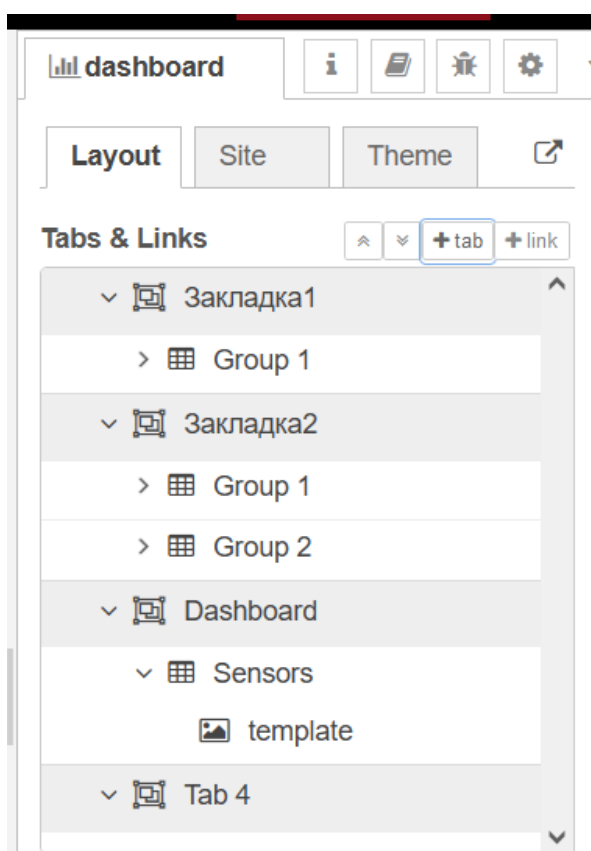 dashboard
Layout Site Theme
Tabs & Links +tab +link
Закладка1
Group 1
Закладка2
Group 1
Group 2
Dashboard
Sensors
template
Tab 4